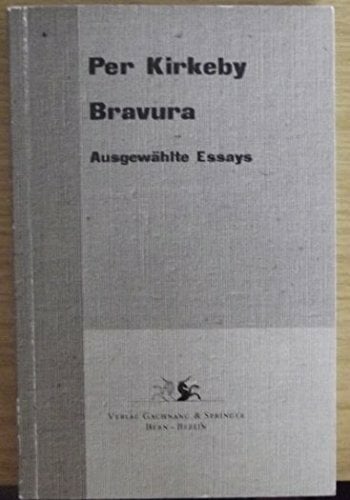 Per Kirkeby
Bravura
Ausgewählte Essays
Verlag Gachnang & Springer
Bern – Berlin